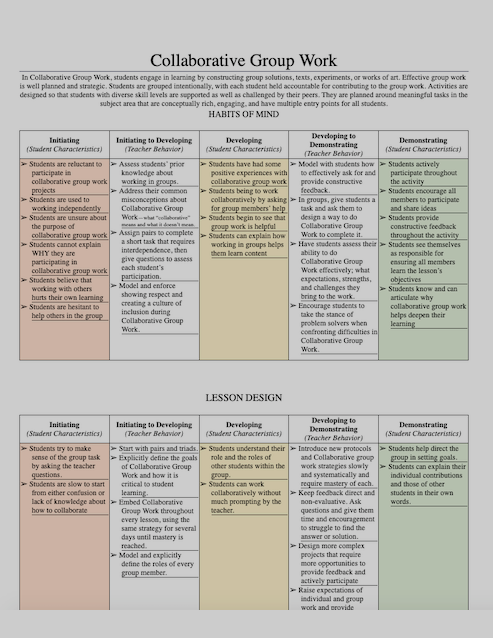 Collaborative Group Work
In Collaborative Group Work, students engage in learning by constructing group solutions, texts, experiments, or works of art. Effective group work
is well planned and strategic. Students are grouped intentionally, with each student held accountable for contributing to the group work. Activities are
designed so that students with diverse skill levels are supported as well as challenged by their peers. They are planned around meaningful tasks in the
subject area that are conceptually rich, engaging, and have multiple entry points for all students.
HABITS OF MIND
Initiating
(Student Characteristics)
➢ Students are reluctant to
participate in
collaborative group work
projects
➢ Students are used to
working independently
➢ Students are unsure about
the purpose of
collaborative group work
➢ Students cannot explain
WHY they are
participating in
collaborative group work
➢ Students believe that
working with others
hurts their own learning
➢ Students are hesitant to
help others in the group
Initiating to Developing
(Teacher Behavior)
➢ Assess students' prior
knowledge about
working in groups.
➢ Address their common
misconceptions about
Collaborative Group
Work—what "collaborative"
means and what it doesn't mean.
➢ Assign pairs to complete
a short task that requires
interdependence, then
give questions to assess
each student's
participation.
➢ Model and enforce
showing respect and
creating a culture of
inclusion during
Collaborative Group
Work.
Developing
(Student Characteristics)
➢ Students have had some
positive experiences with
collaborative group work
➢ Students being to work
collaboratively by asking
for group members' help
➢ Students begin to see that
group work is helpful
➢ Students can explain how
working in groups helps
them learn content
Developing to
Demonstrating
(Teacher Behavior)
➢ Model with students how
to effectively ask for and
provide constructive
feedback.
➢ In groups, give students a
task and ask them to
design a way to do
Collaborative Group
Work to complete it.
➢ Have students assess their
ability to do
Collaborative Group
Work effectively; what
expectations, strengths,
and challenges they
bring to the work.
➢ Encourage students to
take the stance of
problem solvers when
confronting difficulties in
Collaborative Group
Work.
Demonstrating
(Student Characteristics)
➢ Students actively
participate throughout
the activity
➢ Students encourage all
members to participate
and share ideas
➢ Students provide
constructive feedback
throughout the activity
➢ Students see themselves
as responsible for
ensuring all members
learn the lesson's
objectives
➢ Students know and can
articulate why
collaborative group work
helps deepen their
learning
LESSON DESIGN
Initiating
(Student Characteristics)
➢ Students try to make
sense of the group task
by asking the teacher
questions.
➢ Students are slow to start
from either confusion or
lack of knowledge about
how to collaborate
Initiating to Developing
(Teacher Behavior)
➢ Start with pairs and triads.
➢ Explicitly define the goals
of Collaborative Group
Work and how it is
critical to student
learning.
➢ Embed Collaborative
Group Work throughout
every lesson, using the
same strategy for several
days until mastery is
reached.
➢ Model and explicitly
define the roles of every
group member.
Developing
(Student Characteristics)
➢ Students understand their
role and the roles of
other students within the
group.
➢ Students can work
collaboratively without
much prompting by the
teacher.
Developing to
Demonstrating
(Teacher Behavior)
➢ Introduce new protocols
and Collaborative group
work strategies slowly
and systematically and
require mastery of each.
➢ Keep feedback direct and
non-evaluative. Ask
questions and give them
time and encouragement
to struggle to find the
answer or solution.
➢ Design more complex
projects that require
more opportunities to
provide feedback and
actively participate
➢ Raise expectations of
individual and group
work and provide
Demonstrating
(Student Characteristics)
➢ Students help direct the
group in setting goals.
➢ Students can explain their
individual contributions
and those of other
students in their own
words.